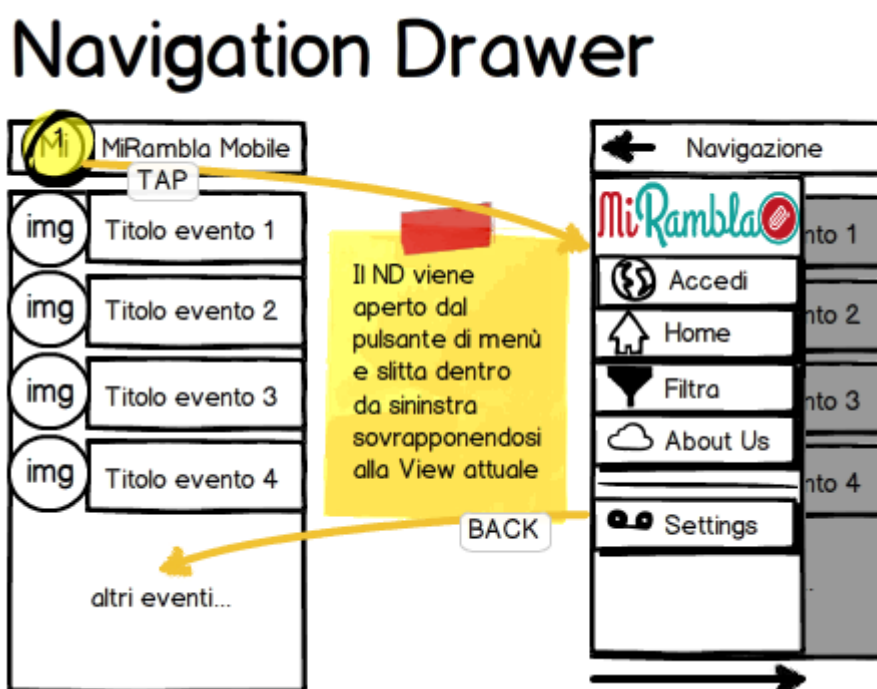 Navigation Drawer
Mi
1
MiRambla Mobile
TAP
img
Titolo evento 1
img
Titolo evento 2
img
Titolo evento 3
img
Titolo evento 4
altri eventi...
Il ND viene
aperto dal
pulsante di menù
e slitta dentro
da sininstra
sovrapponendosi
alla View attuale
BACK
Navigazione
MiRambla
Accedi
Home
Filtra
About Us
Settings
nto 1
nto 2
nto 3
nto 4